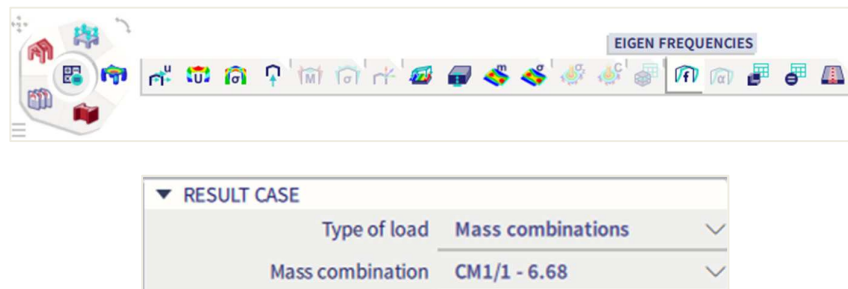 EIGEN FREQUENCIES
RESULT CASE
Type of load Mass combinations
Mass combination CM1/1 - 6.68